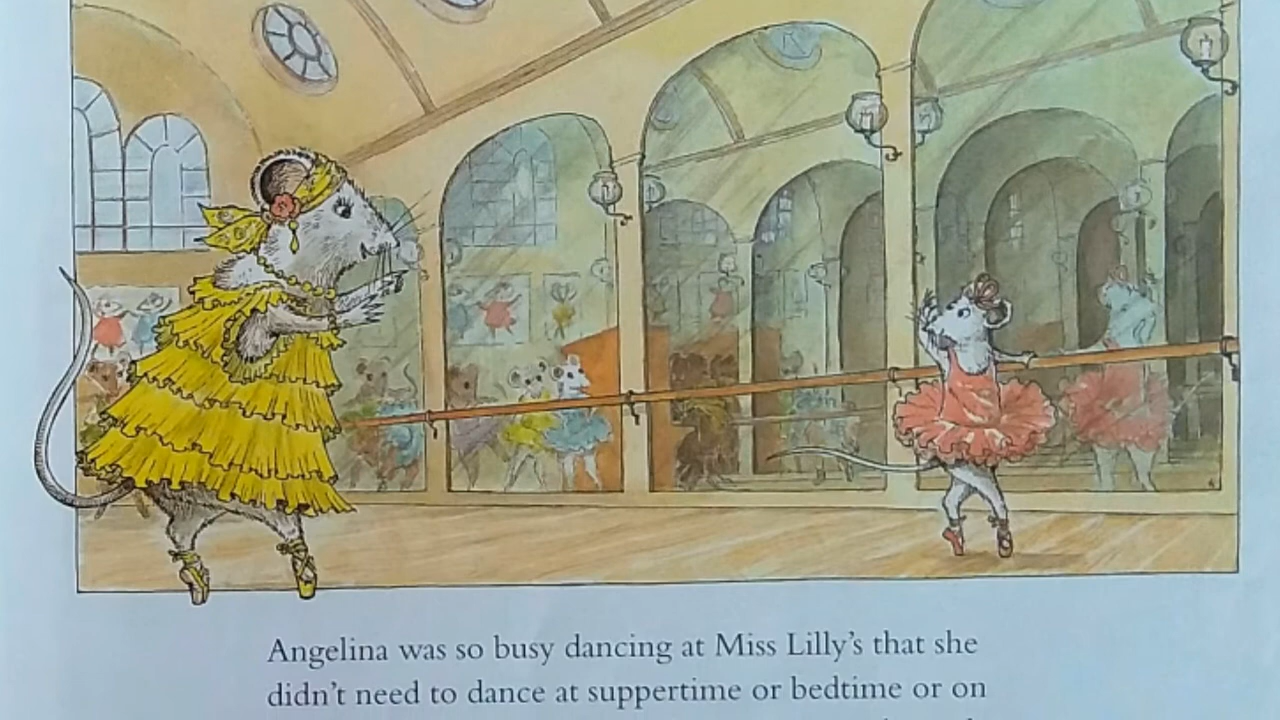 Angelina was so busy dancing at Miss Lilly's that she
didn't need to dance at suppertime or bedtime or on